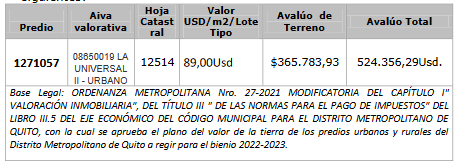 Predio
Aiva valorativa
Hoja Catast ral
Valor USD/m2/Lote Tipo
Avalúo de Terreno
Avalúo Total
1271057
08650019 LA UNIVERSAL II - URBANO
12514
89,00Usd
$365.783,93
524.356,29Usd.
Base Legal: ORDENANZA METROPOLITANA Nro. 27-2021 MODIFICATORIA DEL CAPÍTULO I"
VALORACIÓN INMOBILIARIA", DEL TÍTULO III " DE LAS NORMAS PARA EL PAGO DE IMPUESTOS" DEL
LIBRO III.5 DEL EJE ECONÓMICO DEL CÓDIGO MUNICIPAL PARA EL DISTRITO METROPOLITANO DE
QUITO, con la cual se aprueba el plano del valor de la tierra de los predios urbanos y rurales del
Distrito Metropolitano de Quito a regir para el bienio 2022-2023.